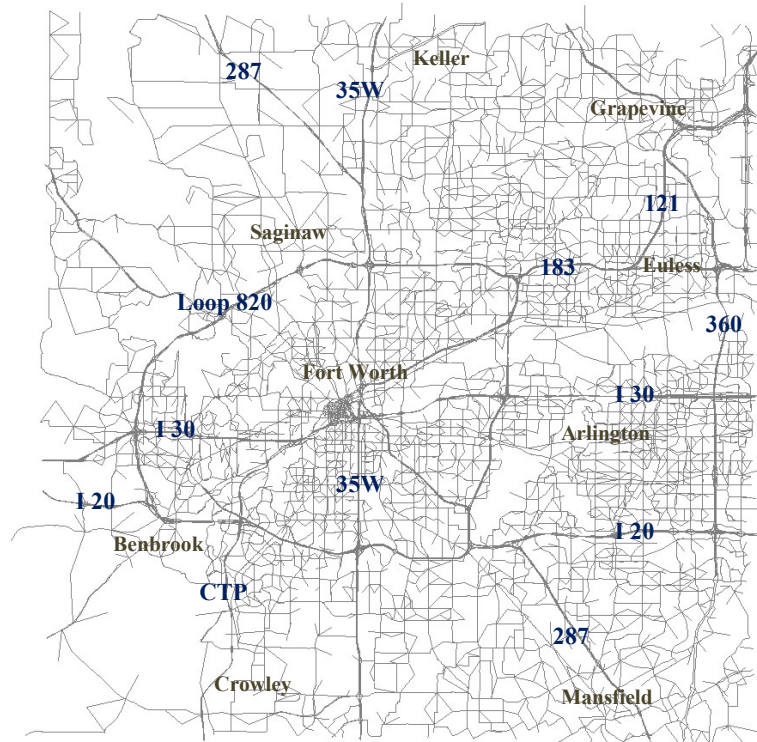 Keller
287
35W
Grapevine
121
Saginaw
183
Euless
Loop 820
360
Fort Worth
I 30
I 30
Arlington
35W
I 20
I 20
Benbrook
CTP
287
Crowley
Mansfield